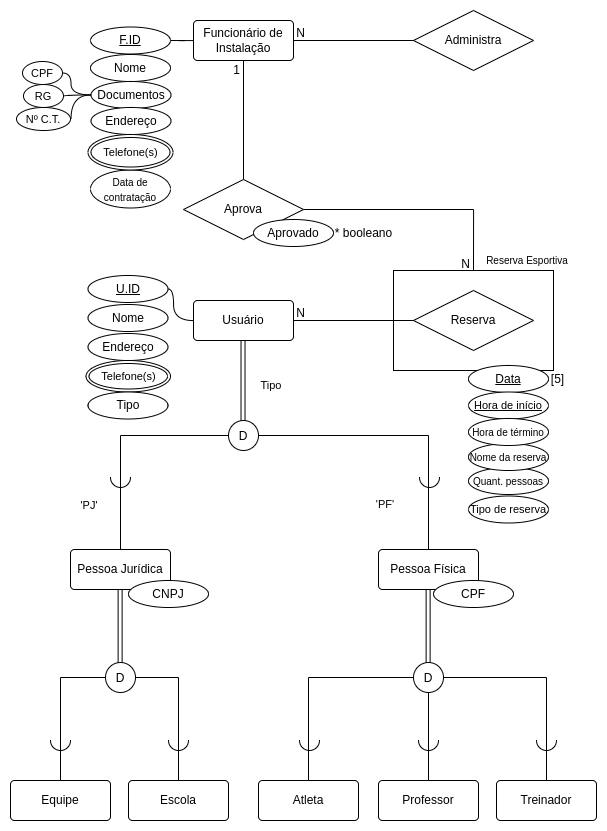 F.ID
Funcionário de
Instalação
N
Administra
Nome
1
CPF
Documentos
RG
Nº C.T.
Endereço
Telefone(s)
Data de
contratação
Aprova
Aprovado
* booleano
N
Reserva Esportiva
U.ID
Nome
Usuário
N
Reserva
Endereço
Telefone(s)
Tipo
Tipo
Data
[5]
Hora de início
Hora de término
Nome da reserva
Quant. pessoas
Tipo de reserva
D
'PJ'
'PF'
Pessoa Jurídica
CNPJ
Pessoa Física
CPF
D
D
Equipe
Escola
Atleta
Professor
Treinador